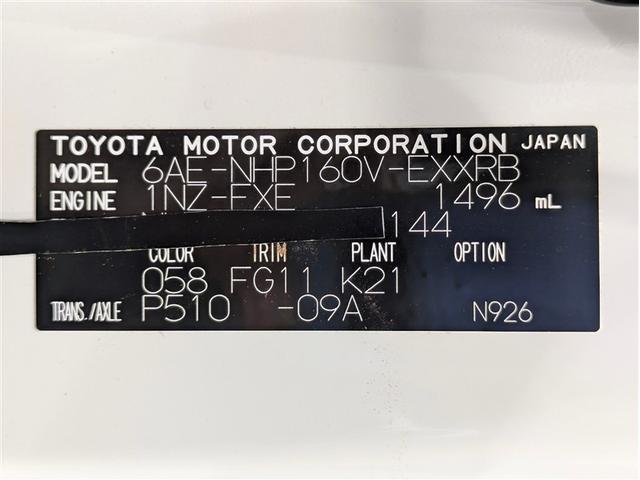 TOYOTA MOTOR CORPORATION JAPAN
MODEL 6AE-NHP160V-EXXRB
ENGINE 1NZ-FXE 1496 mL
144
COLOR TRIM PLANT OPTION
058 FG11 K21
TRANS./AXLE P510 -09A N926